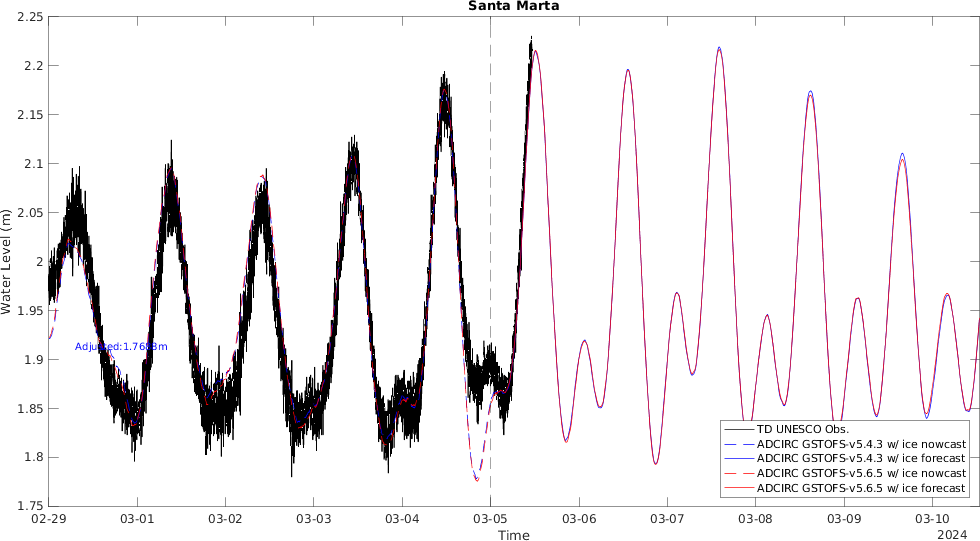 Santa Marta
2.25
2.2
2.15
2.1
2.05
2
1.95
1.9
1.85
1.8
1.75
Water Level (m)
Adjusted:1.7603m
TD UNESCO Obs.
ADCIRC GSTOFS-v5.4.3 w/ ice nowcast
ADCIRC GSTOFS-v5.4.3 w/ ice forecast
ADCIRC GSTOFS-v5.6.5 w/ ice nowcast
ADCIRC GSTOFS-v5.6.5 w/ ice forecast
02-29 03-01 03-02 03-03 03-04 03-05 03-06 03-07 03-08 03-09 03-10
Time
2024